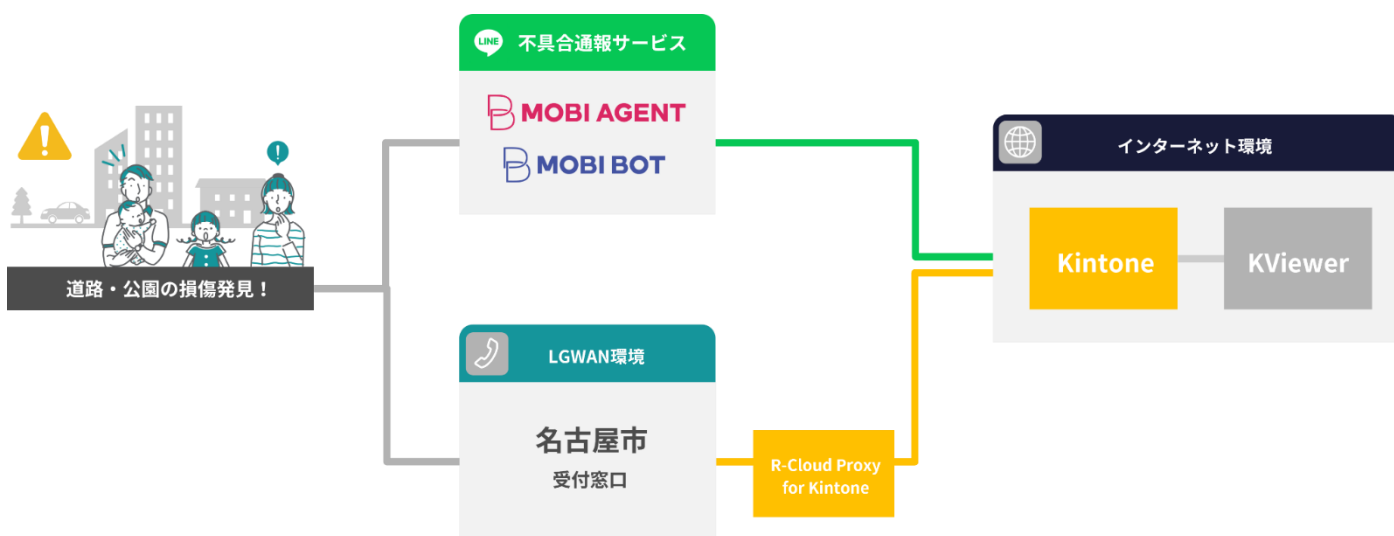 LINE 不具合通報サービス
MOBI AGENT
MOBI BOT
道路・公園の損傷発見！
LGWAN環境
名古屋市
受付窓口
R-Cloud Proxy
for Kintone
インターネット環境
Kintone
KViewer